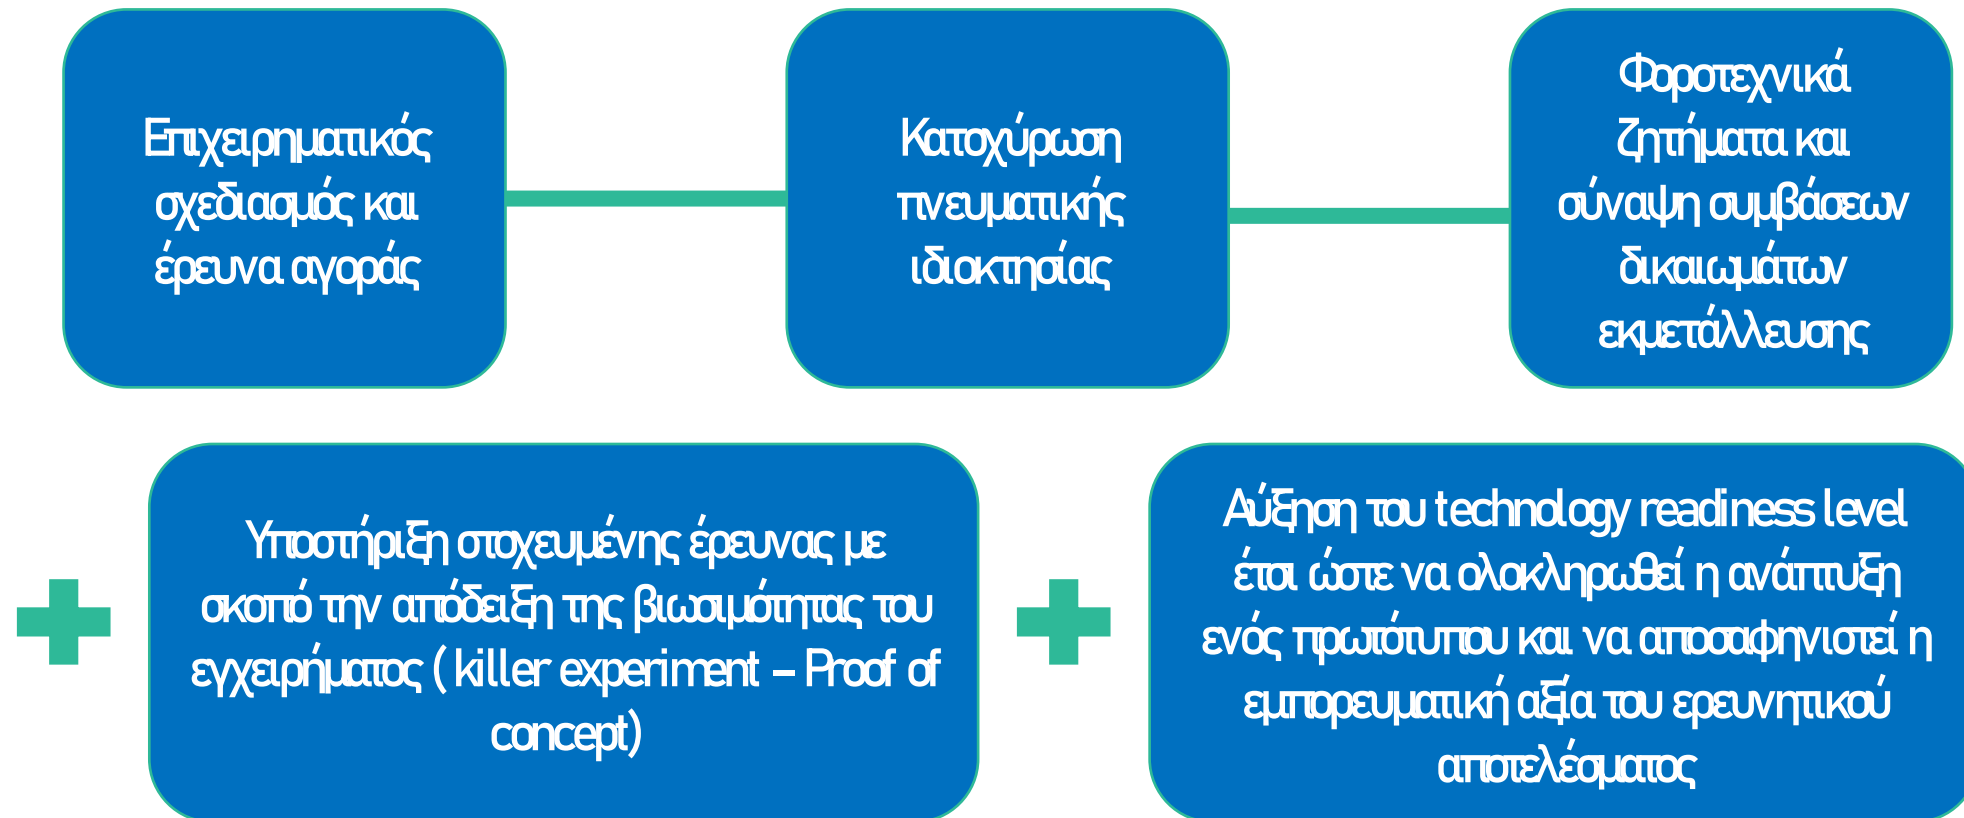 Επιχειρηματικός
σχεδιασμός και
έρευνα αγοράς
Κατοχύρωση
πνευματικής
ιδιοκτησίας
Φοροτεχνικά
ζητήματα και
σύναψη συμβάσεων
δικαιωμάτων
εκμετάλλευσης
Υποστήριξη στοχευμένης έρευνας με
σκοπό την απόδειξη της βιωσιμότητας του
εγχειρήματος ( killer experiment – Proof of
concept)
Αύξηση του technology readiness level
έτσι ώστε να ολοκληρωθεί η ανάπτυξη
ενός πρωτότυπου και να αποσαφηνιστεί η
εμπορευματική αξία του ερευνητικού
αποτελέσματος